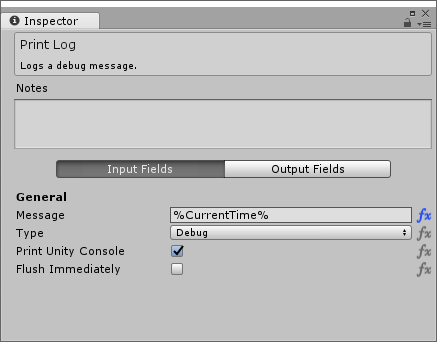 Inspector
Print Log
Logs a debug message.
Notes
Input Fields
Output Fields
General
Message %CurrentTime% fx
Type Debug fx
Print Unity Console fx
Flush Immediately fx